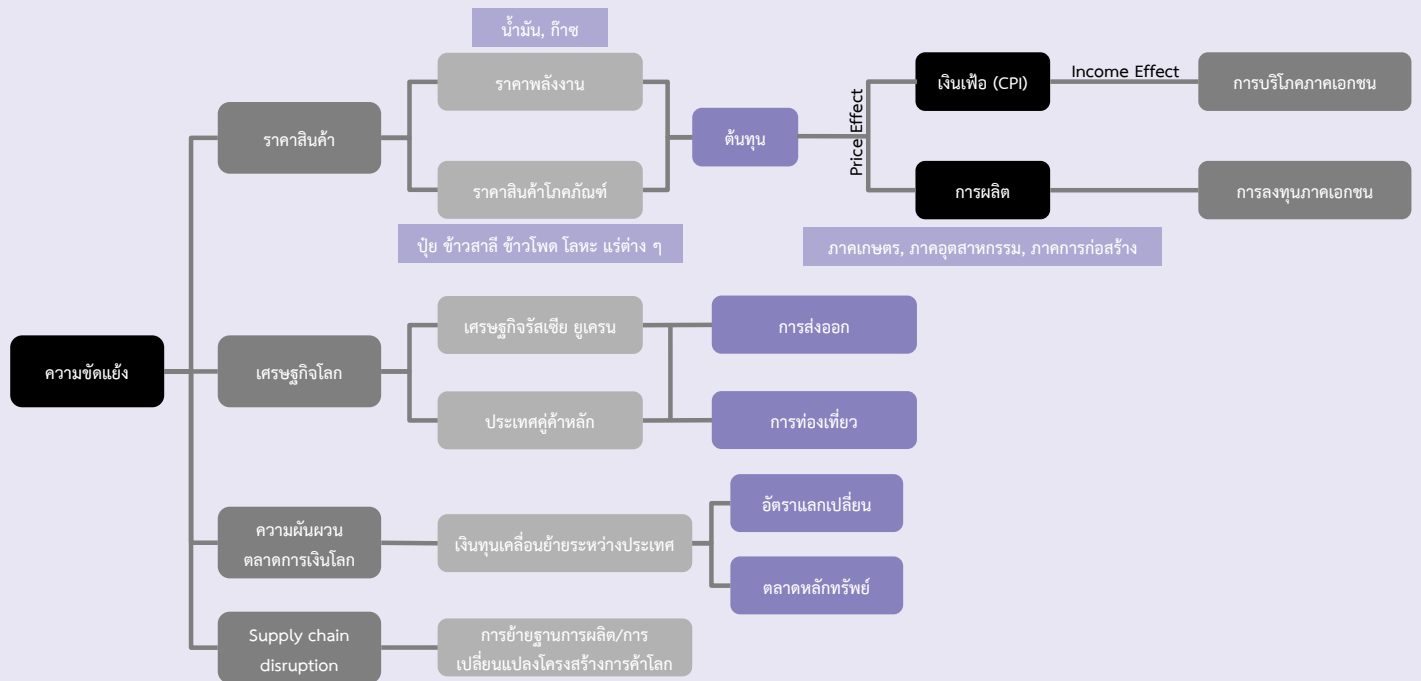 น้ำมัน, ก๊าซ
ราคาพลังงาน
เงินเฟ้อ (CPI)
Income Effect
การบริโภคภาคเอกชน
ราคาสินค้า
ต้นทุน
Price Effect
ราคาสินค้าโภคภัณฑ์
การผลิต
การลงทุนภาคเอกชน
ปุ๋ย ข้าวสาลี ข้าวโพด โลหะ แร่ต่าง ๆ
ภาคเกษตร, ภาคอุตสาหกรรม, ภาคการก่อสร้าง
เศรษฐกิจรัสเซีย ยูเครน
การส่งออก
ความขัดแย้ง
เศรษฐกิจโลก
ประเทศคู่ค้าหลัก
การท่องเที่ยว
ความผันผวน
ตลาดการเงินโลก
เงินทุนเคลื่อนย้ายระหว่างประเทศ
อัตราแลกเปลี่ยน
ตลาดหลักทรัพย์
Supply chain
disruption
การย้ายฐานการผลิต/การ
เปลี่ยนแปลงโครงสร้างการค้าโลก